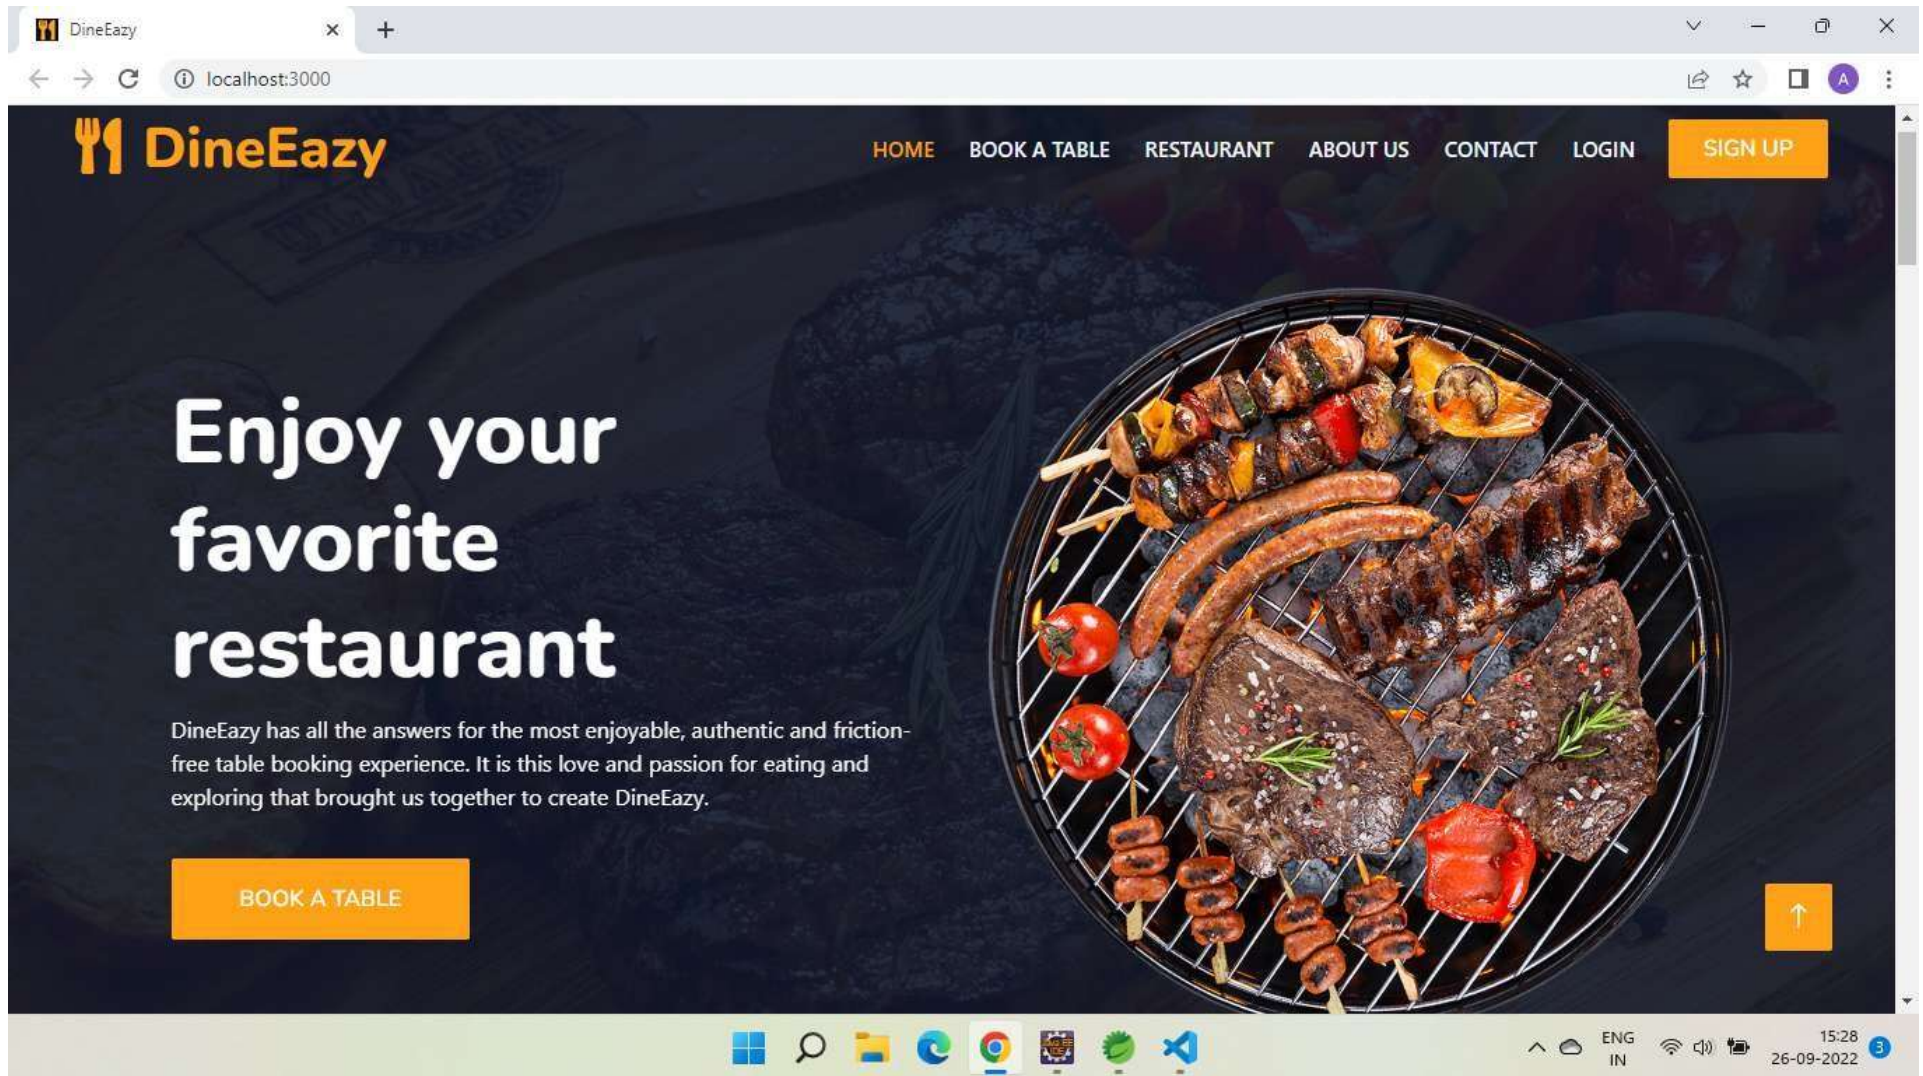 DineEazy
localhost:3000
A
DineEazy
HOME BOOK A TABLE RESTAURANT ABOUT US CONTACT LOGIN SIGN UP
Enjoy your
favorite
restaurant
DineEazy has all the answers for the most enjoyable, authentic and friction-
free table booking experience. It is this love and passion for eating and
exploring that brought us together to create DineEazy.
BOOK A TABLE
ENG
IN
15:28
26-09-2022
3